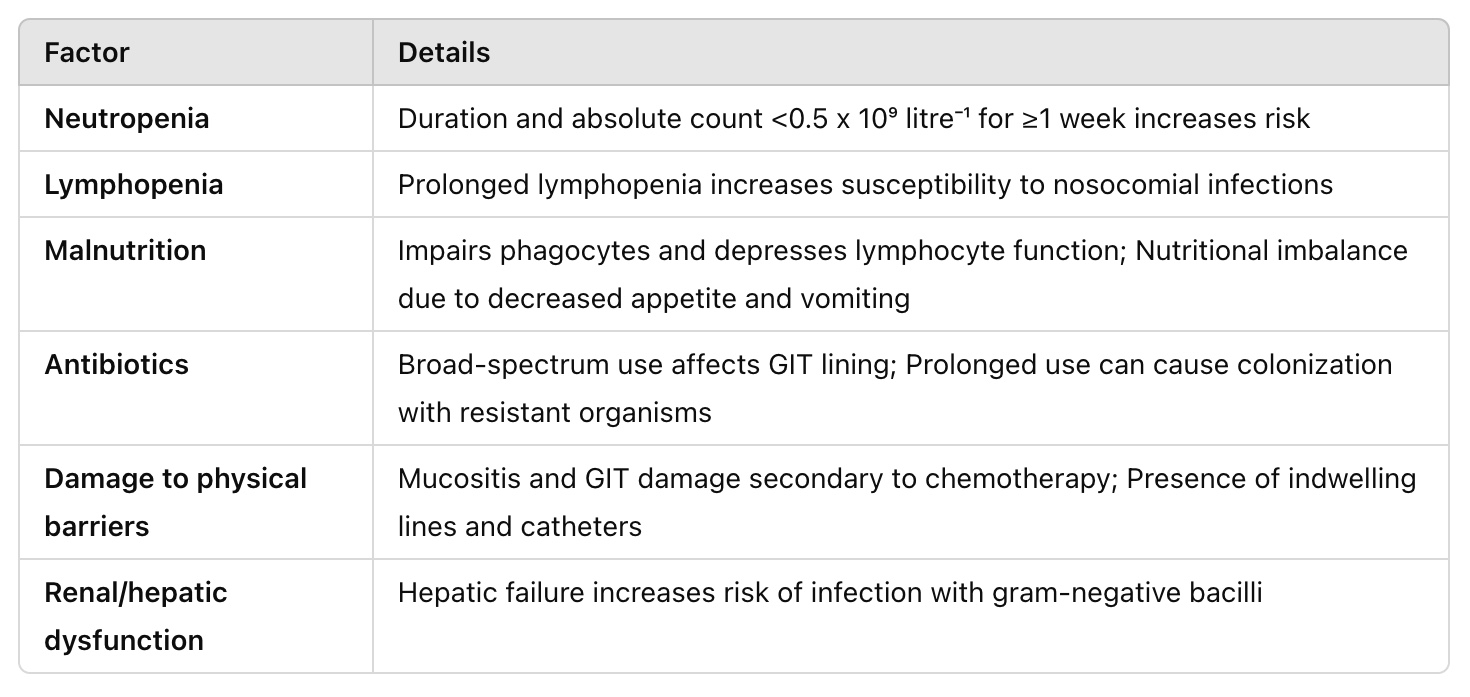 Factor Details
Neutropenia Duration and absolute count <0.5 x 10⁹ litre⁻¹ for ≥1 week increases risk
Lymphopenia Prolonged lymphopenia increases susceptibility to nosocomial infections
Malnutrition Impairs phagocytes and depresses lymphocyte function; Nutritional imbalance
due to decreased appetite and vomiting
Antibiotics Broad-spectrum use affects GIT lining; Prolonged use can cause colonization
with resistant organisms
Damage to physical Mucositis and GIT damage secondary to chemotherapy; Presence of indwelling
barriers lines and catheters
Renal/hepatic Hepatic failure increases risk of infection with gram-negative bacilli
dysfunction